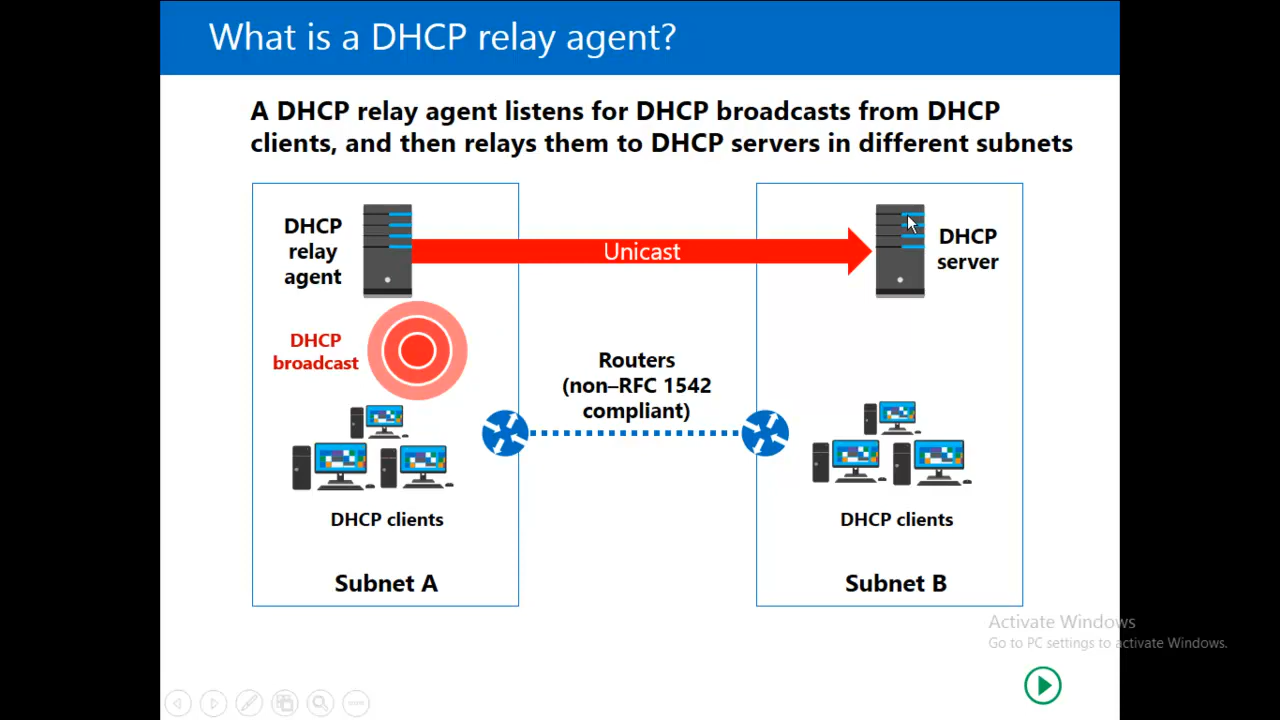 What is a DHCP relay agent?
A DHCP relay agent listens for DHCP broadcasts from DHCP
clients, and then relays them to DHCP servers in different subnets
DHCP
relay
agent
Unicast
DHCP
server
DHCP
broadcast
Routers
(non–RFC 1542
compliant)
DHCP clients
DHCP clients
Subnet A
Subnet B
Activate Windows
Go to PC settings to activate Windows.